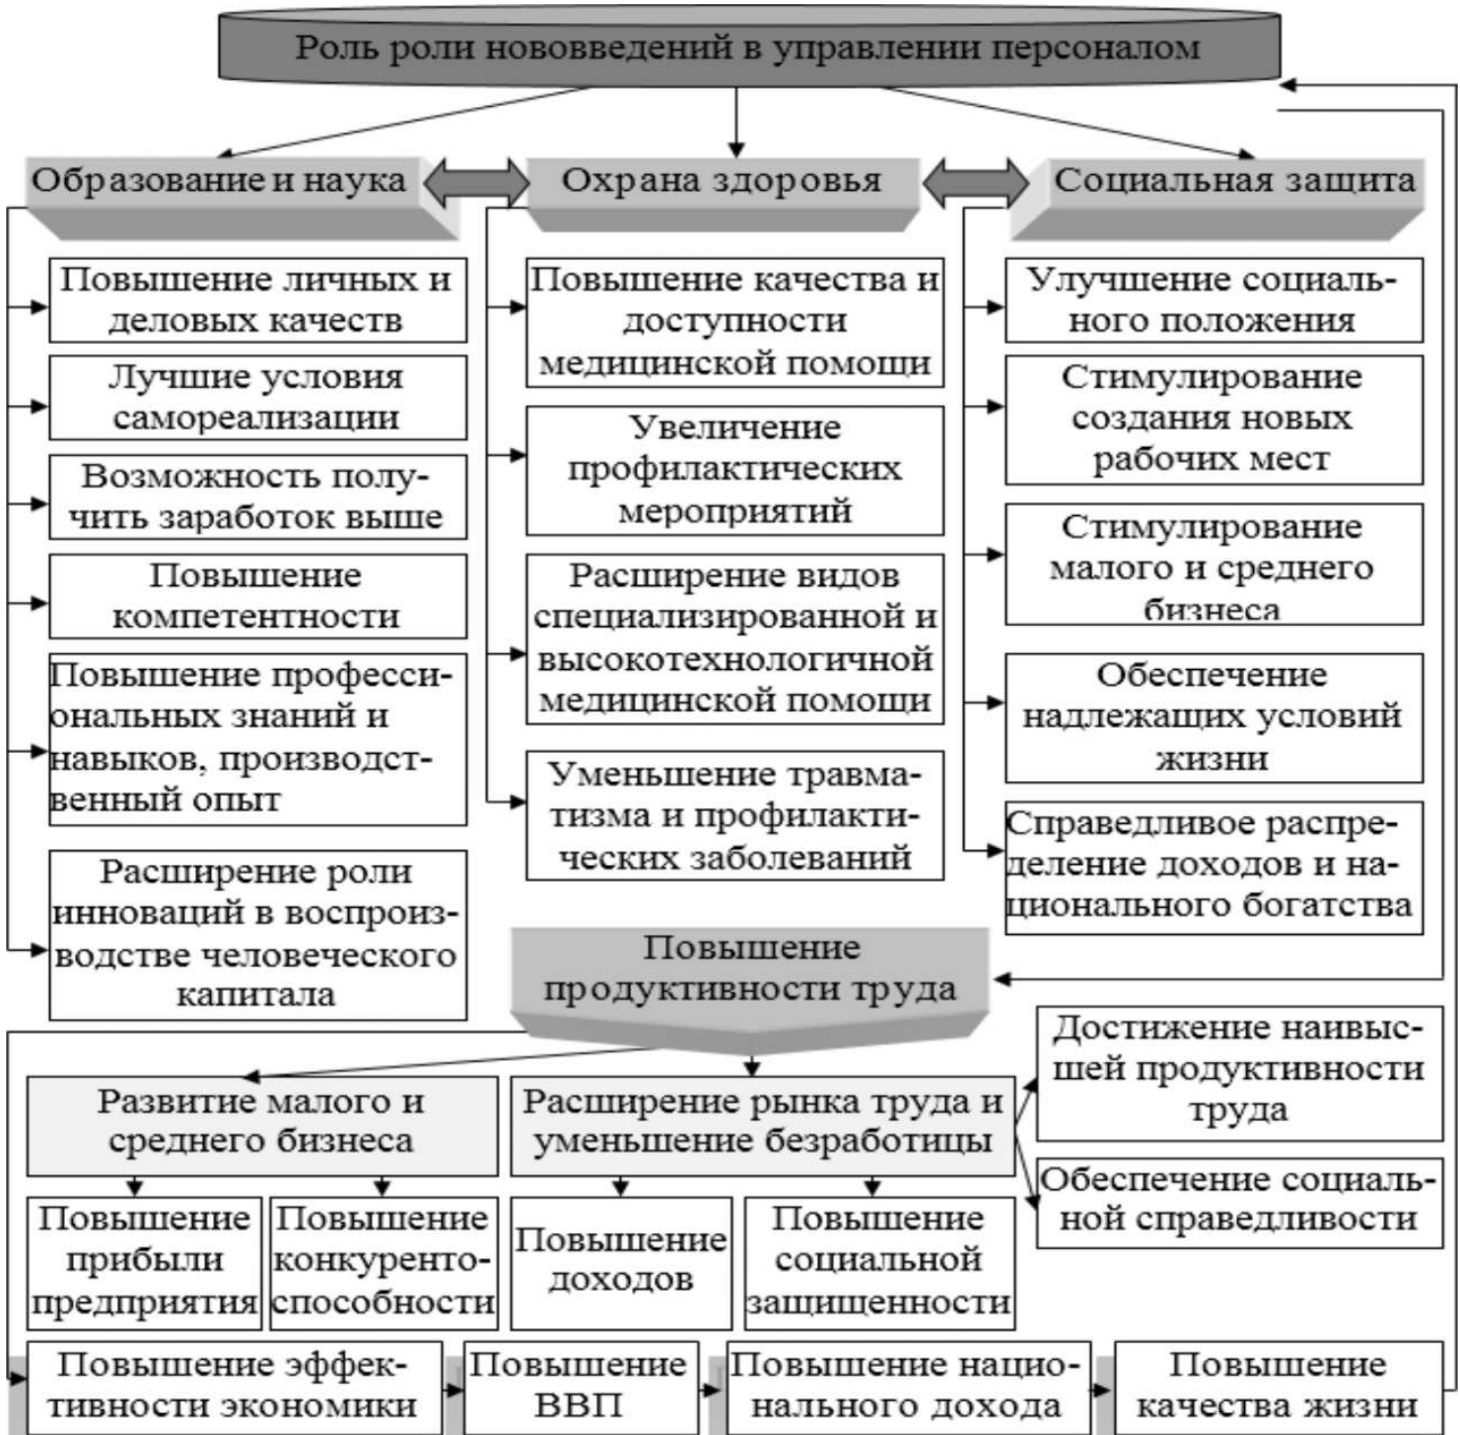 Роль роли нововведений в управлении персоналом
Образование и наука
Охрана здоровья
Социальная защита
Повышение личных и
деловых качеств
Лучшие условия
самореализации
Возможность полу-
чить заработок выше
Повышение
компетентности
Повышение професси-
ональных знаний и
навыков, производст-
венный опыт
Расширение роли
инноваций в воспроиз-
водстве человеческого
капитала
Повышение качества и
доступности
медицинской помощи
Увеличение
профилактических
мероприятий
Расширение видов
специализированной и
высокотехнологичной
медицинской помощи
Уменьшение травма-
тизма и профилакти-
ческих заболеваний
Улучшение социаль-
ного положения
Стимулирование
создания новых
рабочих мест
Стимулирование
малого и среднего
бизнеса
Обеспечение
надлежащих условий
жизни
Справедливое распре-
деление доходов и на-
ционального богатства
Повышение
продуктивности труда
Развитие малого и
среднего бизнеса
Расширение рынка труда и
уменьшение безработицы
Достижение наивыс-
шей продуктивности
труда
Обеспечение социаль-
ной справедливости
Повышение
прибыли
предприятия
Повышение
конкуренто-
способности
Повышение
доходов
Повышение
социальной
защищенности
Повышение эффек-
тивности экономики
Повышение
ВВП
Повышение нацио-
нального дохода
Повышение
качества жизни